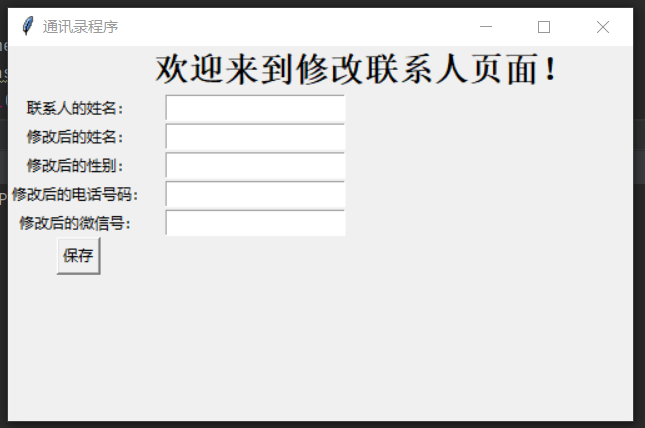 通讯录程序
欢迎来到修改联系人页面！
联系人的姓名：
修改后的姓名：
修改后的性别：
修改后的电话号码：
修改后的微信号：
保存